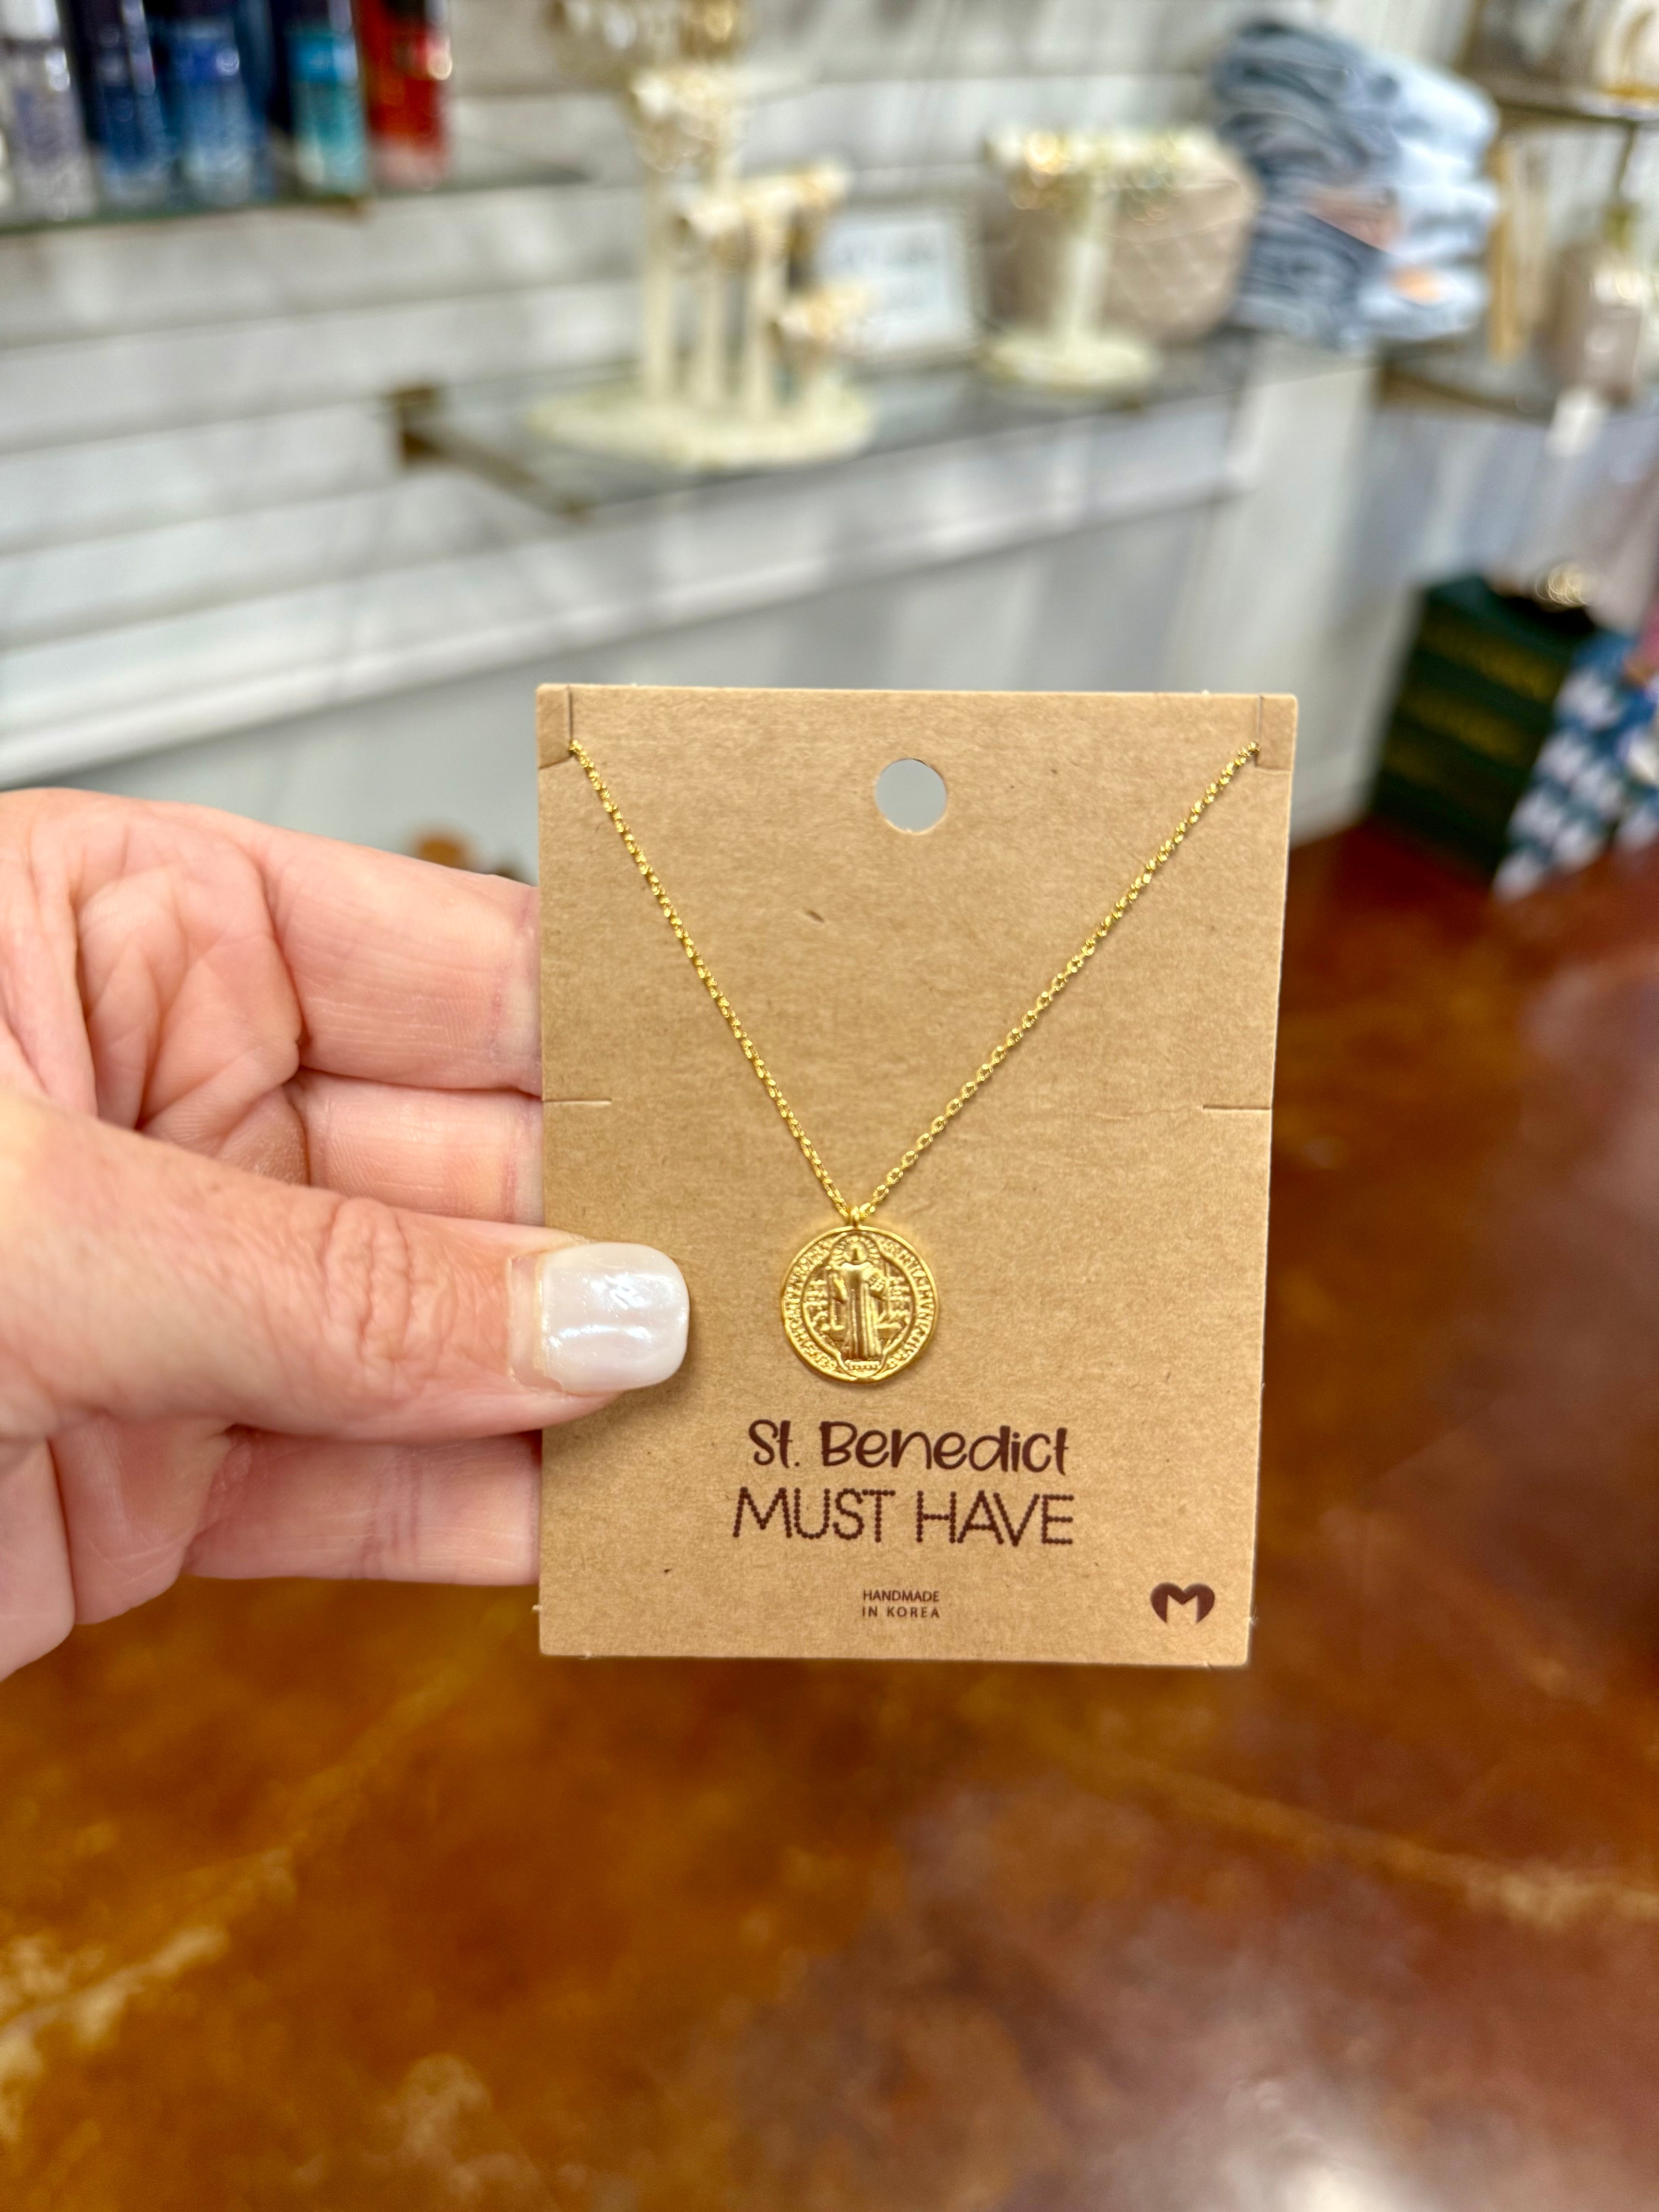 St. Benedict
MUST HAVE
HANDMADE
IN KOREA
M